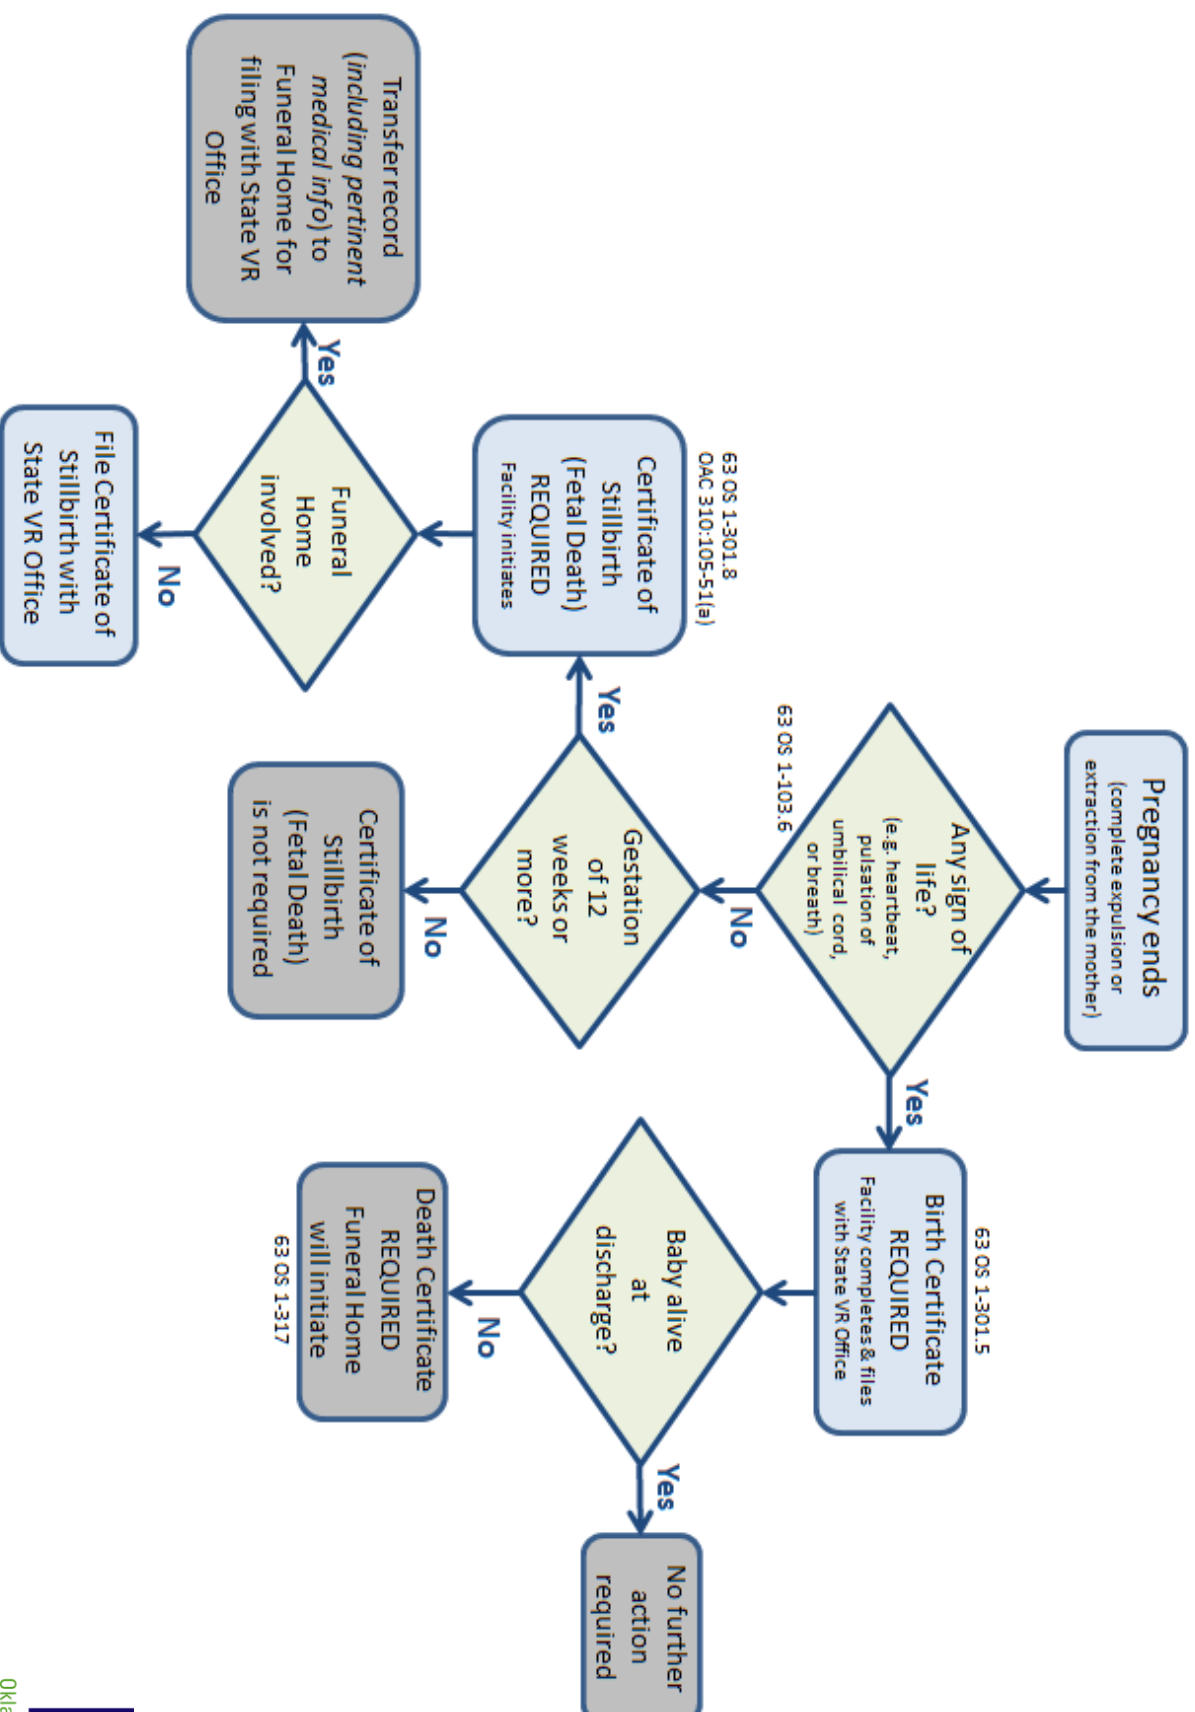 Pregnancy ends
(complete expulsion or
extraction from the mother)
Any sign of
life?
(e.g. heartbeat,
pulsation of
umbilical cord,
or breath)
63 OS 1-103.6
Yes
63 OS 1-301.5
Birth Certificate
REQUIRED
Facility completes & files
with State VR Office
Baby alive
at
discharge?
Yes
No further
action
required
No
Death Certificate
REQUIRED
Funeral Home
will initiate
63 OS 1-317
No
Gestation
of 12
weeks or
more?
No
Certificate of
Stillbirth
(Fetal Death)
is not required
Yes
63 OS 1-301.8
OAC 310:105-51(a)
Certificate of
Stillbirth
(Fetal Death)
REQUIRED
Facility initiates
Funeral
Home
involved?
Yes
Transfer record
(including pertinent
medical info) to
Funeral Home for
filing with State VR
Office
No
File Certificate of
Stillbirth with
State VR Office